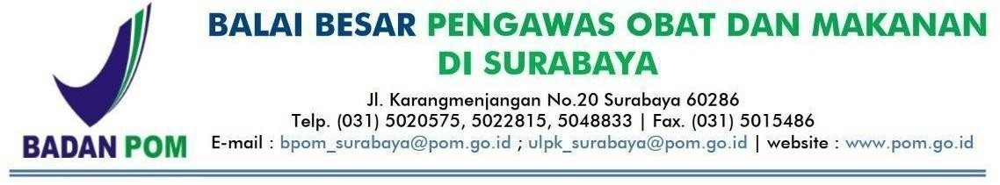 BALAI BESAR PENGAWAS OBAT DAN MAKANAN
DI SURABAYA
Jl. Karangmenjangan No.20 Surabaya 60286
Telp. (031) 5020575, 5022815, 5048833 | Fax. (031) 5015486
E-mail : bpom_surabaya@pom.go.id ; ulpk_surabaya@pom.go.id | website : www.pom.go.id
BADAN POM